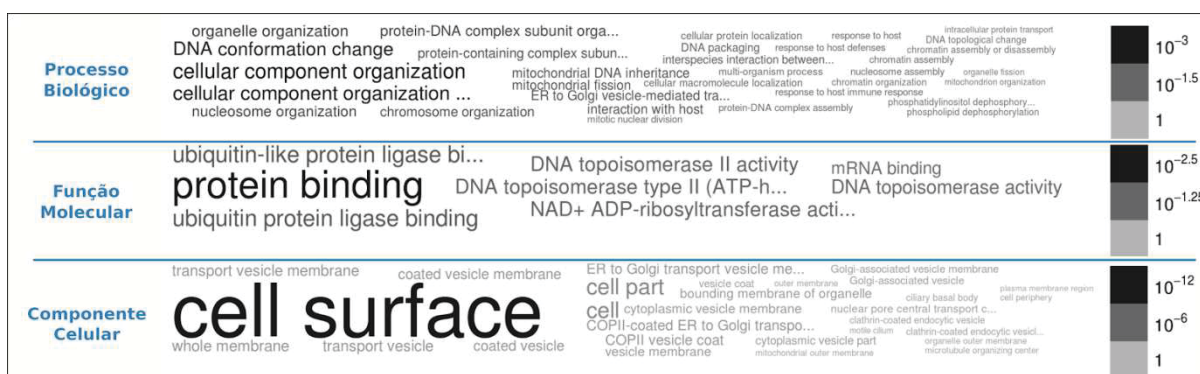 Processo
Biológico
organelle organization
protein-DNA complex subunit orga...
DNA conformation change
protein-containing complex subun...
cellular component organization
cellular component organization ...
nucleosome organization
chromosome organization
cellular protein localization
response to host
intracellular protein transport
DNA topological change
DNA packaging
response to host defenses
chromatin assembly or disassembly
interspecies interaction between...
chromatin assembly
mitochondrial DNA inheritance
multi-organism process
nucleosome assembly
organelle fission
mitochondrial fission
cellular macromolecule localization
chromatin organization
mitochondrion organization
ER to Golgi vesicle-mediated tra...
response to host immune response
interaction with host
protein-DNA complex assembly
phosphatidylinositol dephosphory...
phospholipid dephosphorylation
mitotic nuclear division
10-3
10-1.5
1
Função
Molecular
ubiquitin-like protein ligase bi...
DNA topoisomerase II activity
mRNA binding
protein binding
DNA topoisomerase type II (ATP-h...
DNA topoisomerase activity
ubiquitin protein ligase binding
NAD+ ADP-ribosyltransferase acti...
10-2.5
10-1.25
1
Componente
Celular
transport vesicle membrane
coated vesicle membrane
cell surface
whole membrane
transport vesicle
coated vesicle
ER to Golgi transport vesicle me...
Golgi-associated vesicle membrane
cell part
vesicle coat
outer membrane
Golgi-associated vesicle
plasma membrane region
bounding membrane of organelle
ciliary basal body
cell periphery
cell
cytoplasmic vesicle membrane
nuclear pore central transport c...
COPII-coated ER to Golgi transpo...
clathrin-coated endocytic vesicle
motile cilium
clathrin-coated endocytic vesicl...
COPII vesicle coat
cytoplasmic vesicle part
organelle outer membrane
vesicle membrane
mitochondrial outer membrane
microtubule organizing center
10-12
10-6
1